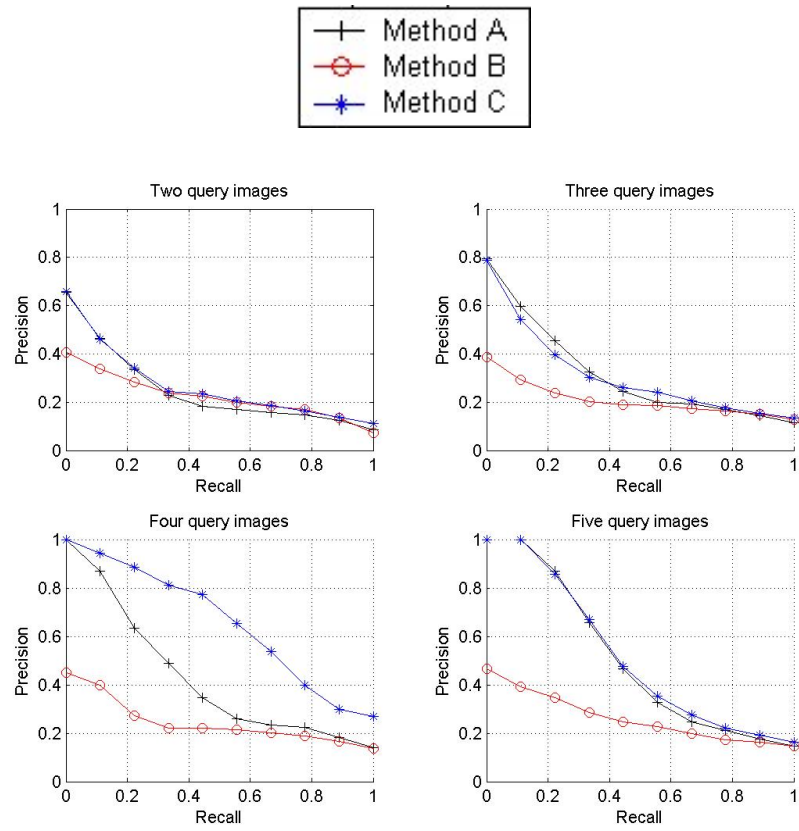 Method A
Method B
Method C
Two query images
1
0.8
0.6
0.4
0.2
0
Precision
0 0.2 0.4 0.6 0.8 1
Recall
Three query images
1
0.8
0.6
0.4
0.2
0
Precision
0 0.2 0.4 0.6 0.8 1
Recall
Four query images
1
0.8
0.6
0.4
0.2
0
Precision
0 0.2 0.4 0.6 0.8 1
Recall
Five query images
1
0.8
0.6
0.4
0.2
0
Precision
0 0.2 0.4 0.6 0.8 1
Recall